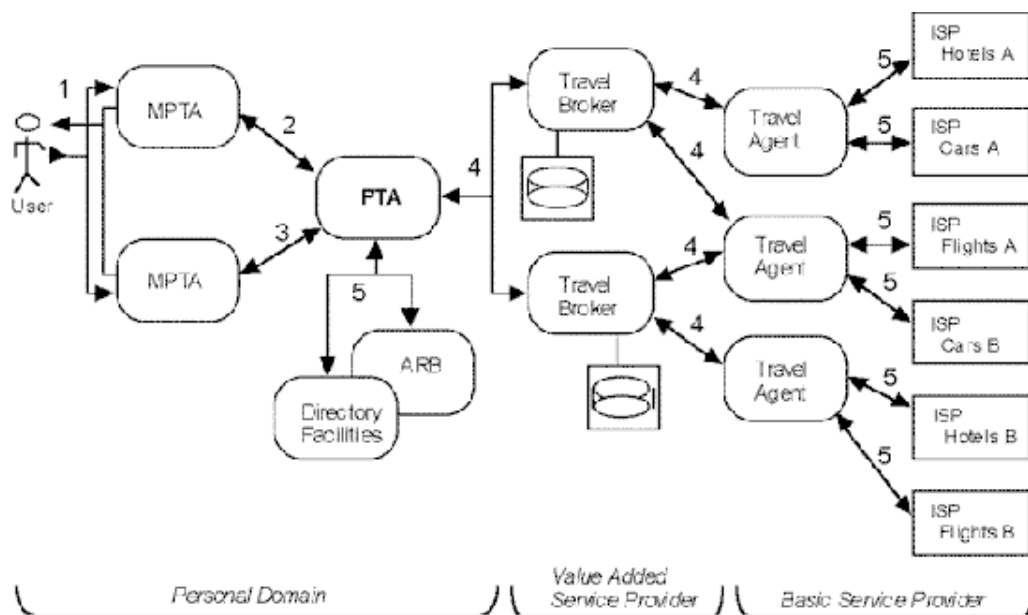 1
User
MPTA
2
MPTA
3
PTA
5
ARB
Directory
Facilities
4
Travel
Broker
Travel
Broker
4
4
4
4
Travel
Agent
Travel
Agent
Travel
Agent
5
5
5
5
5
5
ISP
Hotels A
ISP
Cars A
ISP
Flights A
ISP
Cars B
ISP
Hotels B
ISP
Flights B
Personal Domain
Value Added
Service Provider
Basic Service Provider